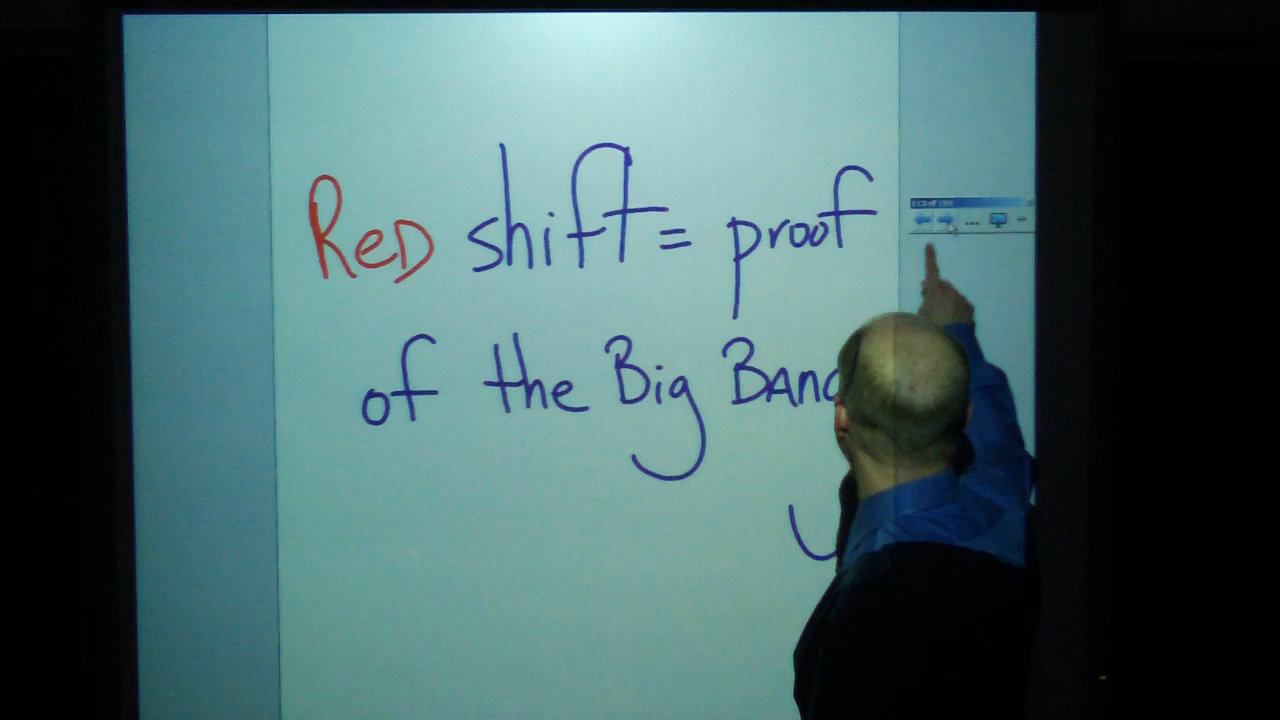 Red shift = proof
of the Big Bang